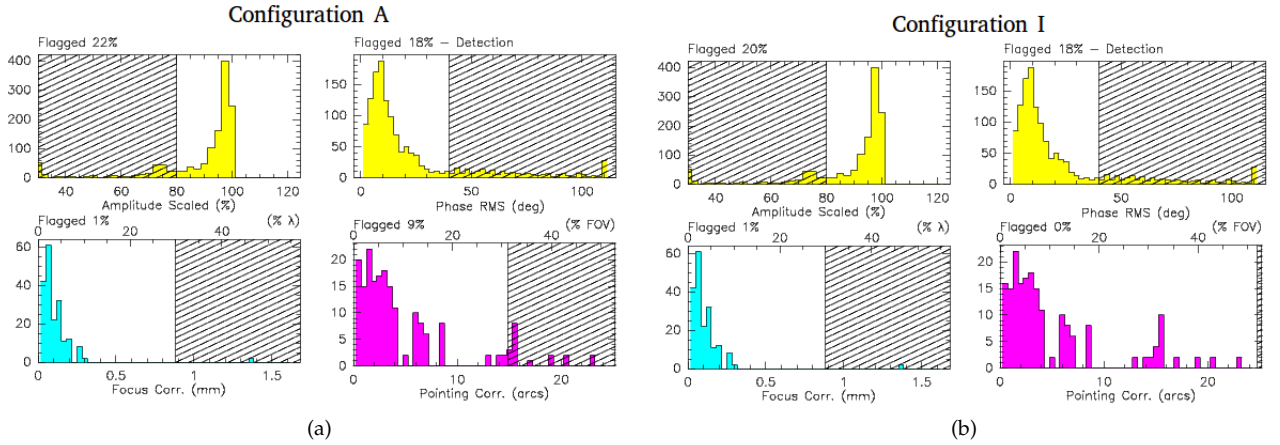 Configuration A
Flagged 22%
400
300
200
100
0
40 60 80 100 120
Amplitude Scaled (%)
Flagged 18% – Detection
150
100
50
0
0 50 100
Phase RMS (deg)
Flagged 1% (% λ)
0 20 40
60
40
20
0
0 0.5 1 1.5
Focus Corr. (mm)
Flagged 9% (% FOV)
0 20 40
20
15
10
5
0
0 10 20
Pointing Corr. (arcs)
(a)
Configuration I
Flagged 20%
400
300
200
100
0
40 60 80 100 120
Amplitude Scaled (%)
Flagged 18% – Detection
150
100
50
0
0 50 100
Phase RMS (deg)
Flagged 1% (% λ)
0 20 40
60
40
20
0
0 0.5 1 1.5
Focus Corr. (mm)
Flagged 0% (% FOV)
0 20 40
20
15
10
5
0
0 10 20
Pointing Corr. (arcs)
(b)